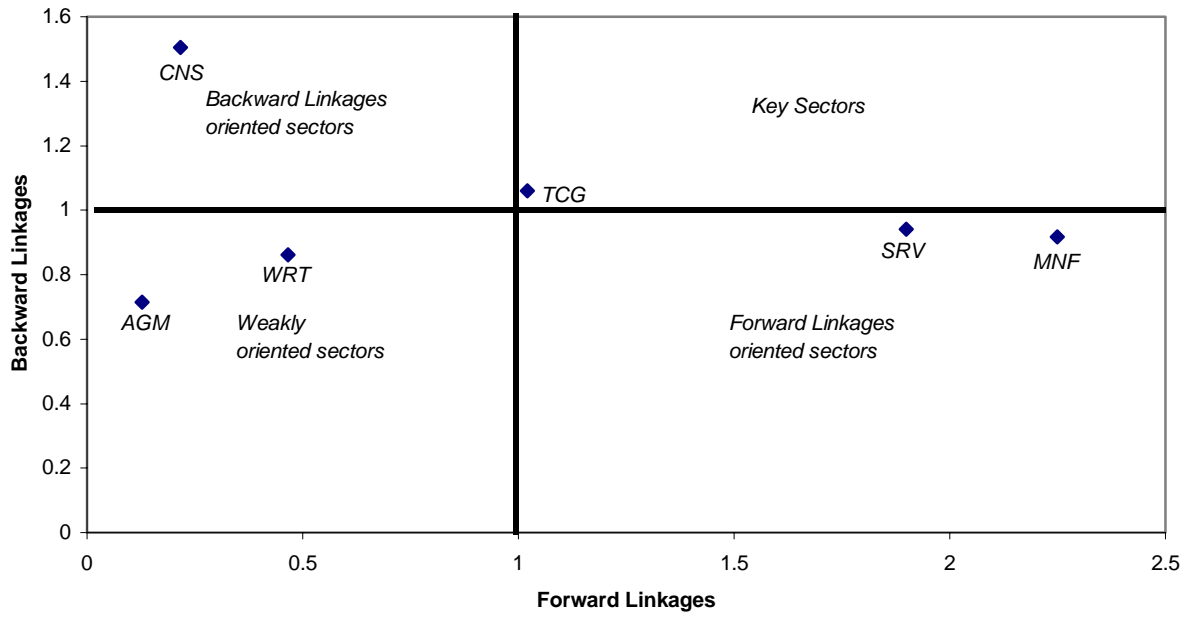 1.6
CNS
1.4
Backward Linkages
oriented sectors
Key Sectors
1.2
TCG
1
SRV
MNF
WRT
0.8
AGM
Weakly
oriented sectors
Forward Linkages
oriented sectors
0.6
0.4
0.2
0
Backward Linkages
0 0.5 1 1.5 2 2.5
Forward Linkages